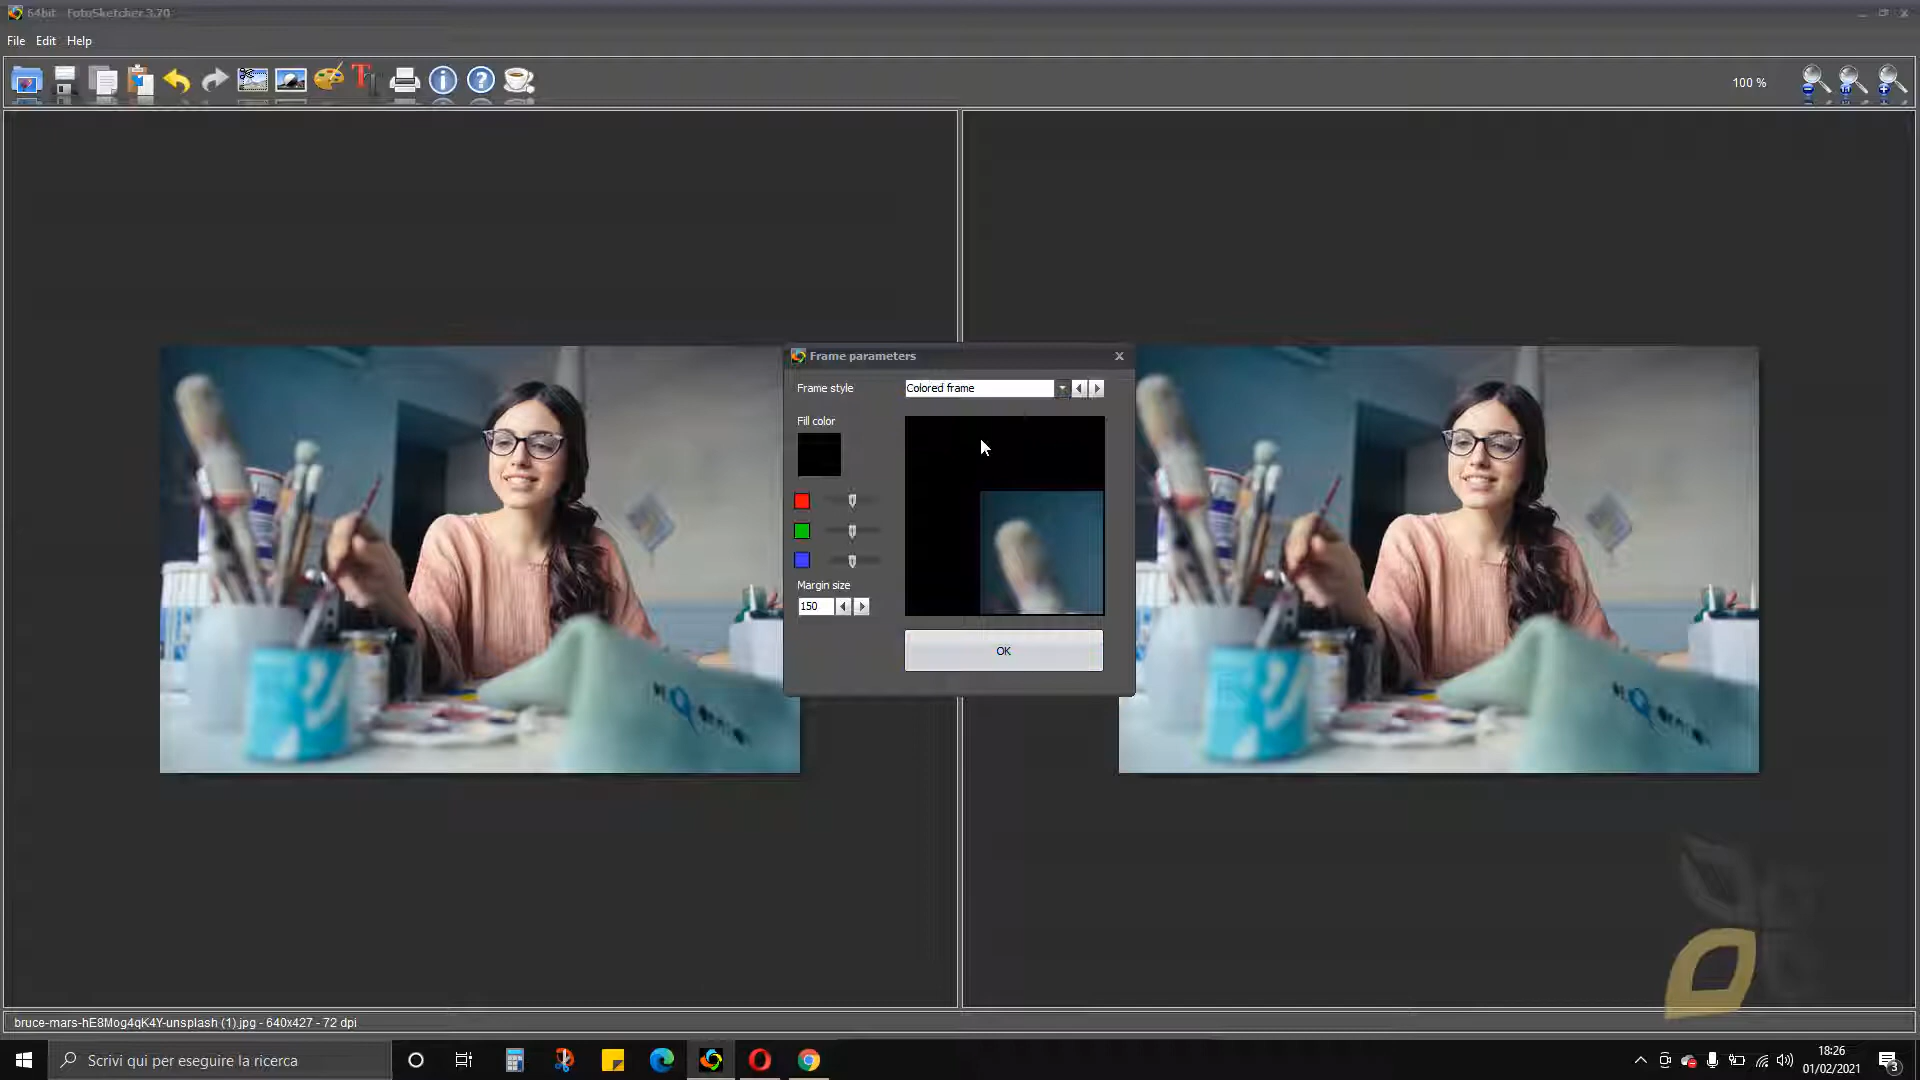 64bit - FotoSketcher 3.70
File Edit Help
100 %
Frame parameters
Frame style
Colored frame
Fill color
Margin size
150
OK
bruce-mars-hE8Mog4qK4Y-unsplash (1).jpg - 640x427 - 72 dpi
Scrivi qui per eseguire la ricerca
18:26
01/02/2021
3